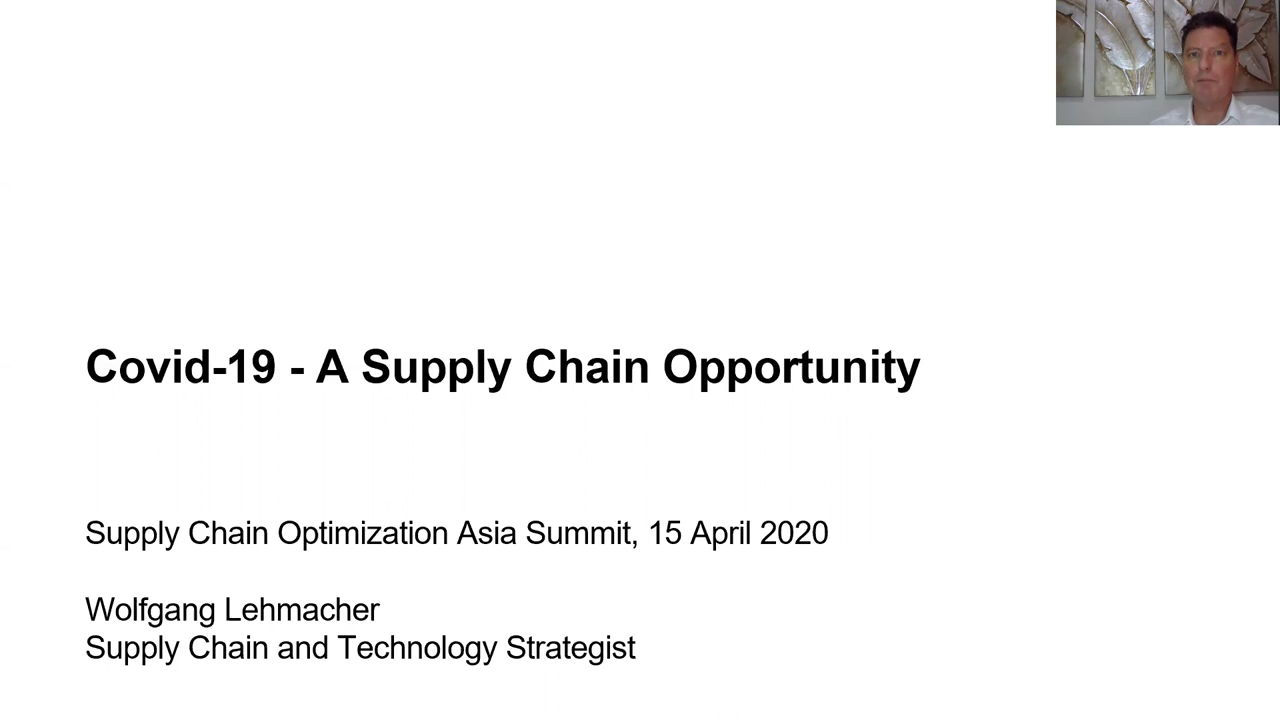 Covid-19 - A Supply Chain Opportunity
Supply Chain Optimization Asia Summit, 15 April 2020
Wolfgang Lehmacher
Supply Chain and Technology Strategist